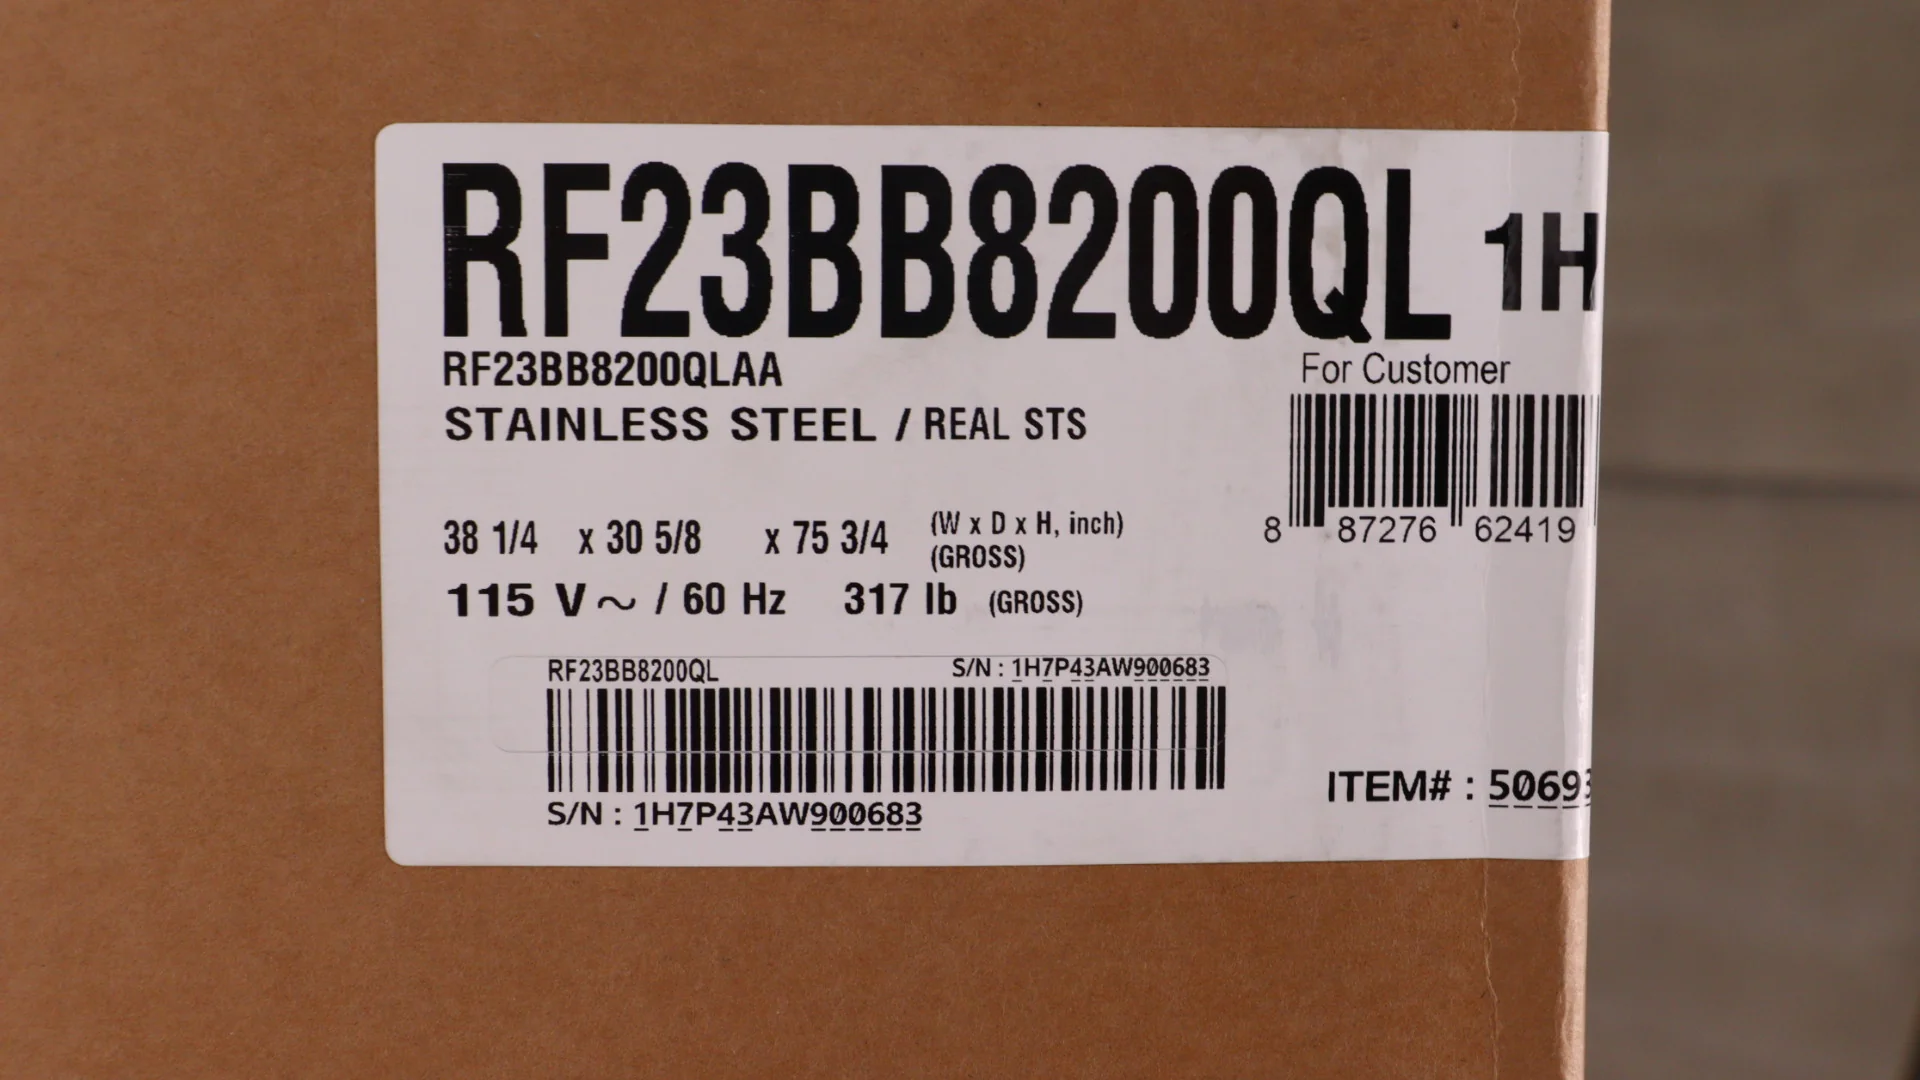 RF23BB8200QL 1H
RF23BB8200QLAA
For Customer
STAINLESS STEEL / REAL STS
8 87276 62419
38 1/4 x 30 5/8 x 75 3/4 (W x D x H, inch)
(GROSS)
115 V ~ / 60 Hz 317 lb (GROSS)
RF23BB8200QL S/N : 1H7P43AW900683
S/N : 1H7P43AW900683
ITEM# : 5069